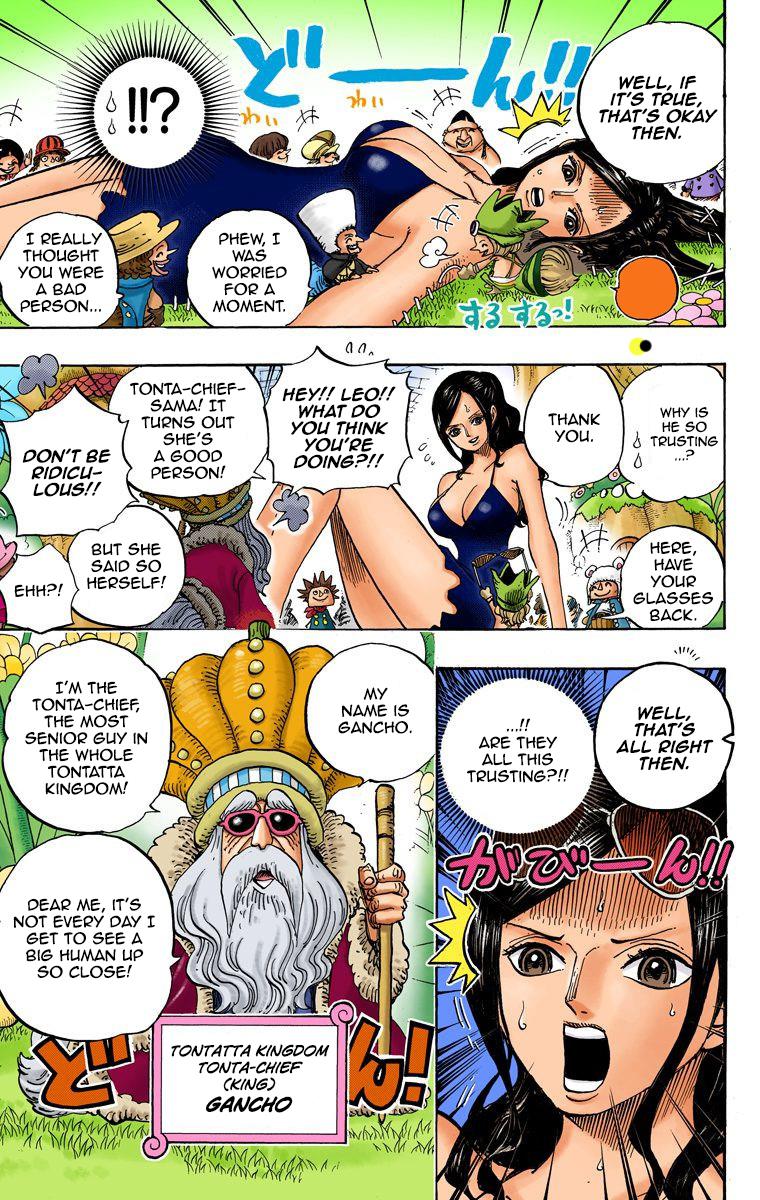 WELL, IF
IT'S TRUE,
THAT'S OKAY
THEN.
どーん!!
!!?
わい
わい
PHEW, I
WAS
WORRIED
FOR A
MOMENT.
I REALLY
THOUGHT
YOU WERE
A BAD
PERSON...
するするっ!
WHY IS
HE SO
TRUSTING
...?
THANK
YOU.
HERE,
HAVE
YOUR
GLASSES
BACK.
HEY!! LEO!!
WHAT DO
YOU THINK
YOU'RE
DOING?!!
TONTA-CHIEF-
SAMA! IT
TURNS OUT
SHE'S
A GOOD
PERSON!
DON'T BE
RIDICU-
LOUS!!
BUT SHE
SAID SO
HERSELF!
EHH?!
WELL,
THAT'S
ALL RIGHT
THEN.
...!!
ARE THEY
ALL THIS
TRUSTING?!!
がびーん!!
MY
NAME IS
GANCHO.
I'M THE
TONTA-CHIEF,
THE MOST
SENIOR GUY IN
THE WHOLE
TONTATTA
KINGDOM!
DEAR ME, IT'S
NOT EVERY DAY I
GET TO SEE A
BIG HUMAN UP
SO CLOSE!
どん!
TONTATTA KINGDOM
TONTA-CHIEF
(KING)
GANCHO